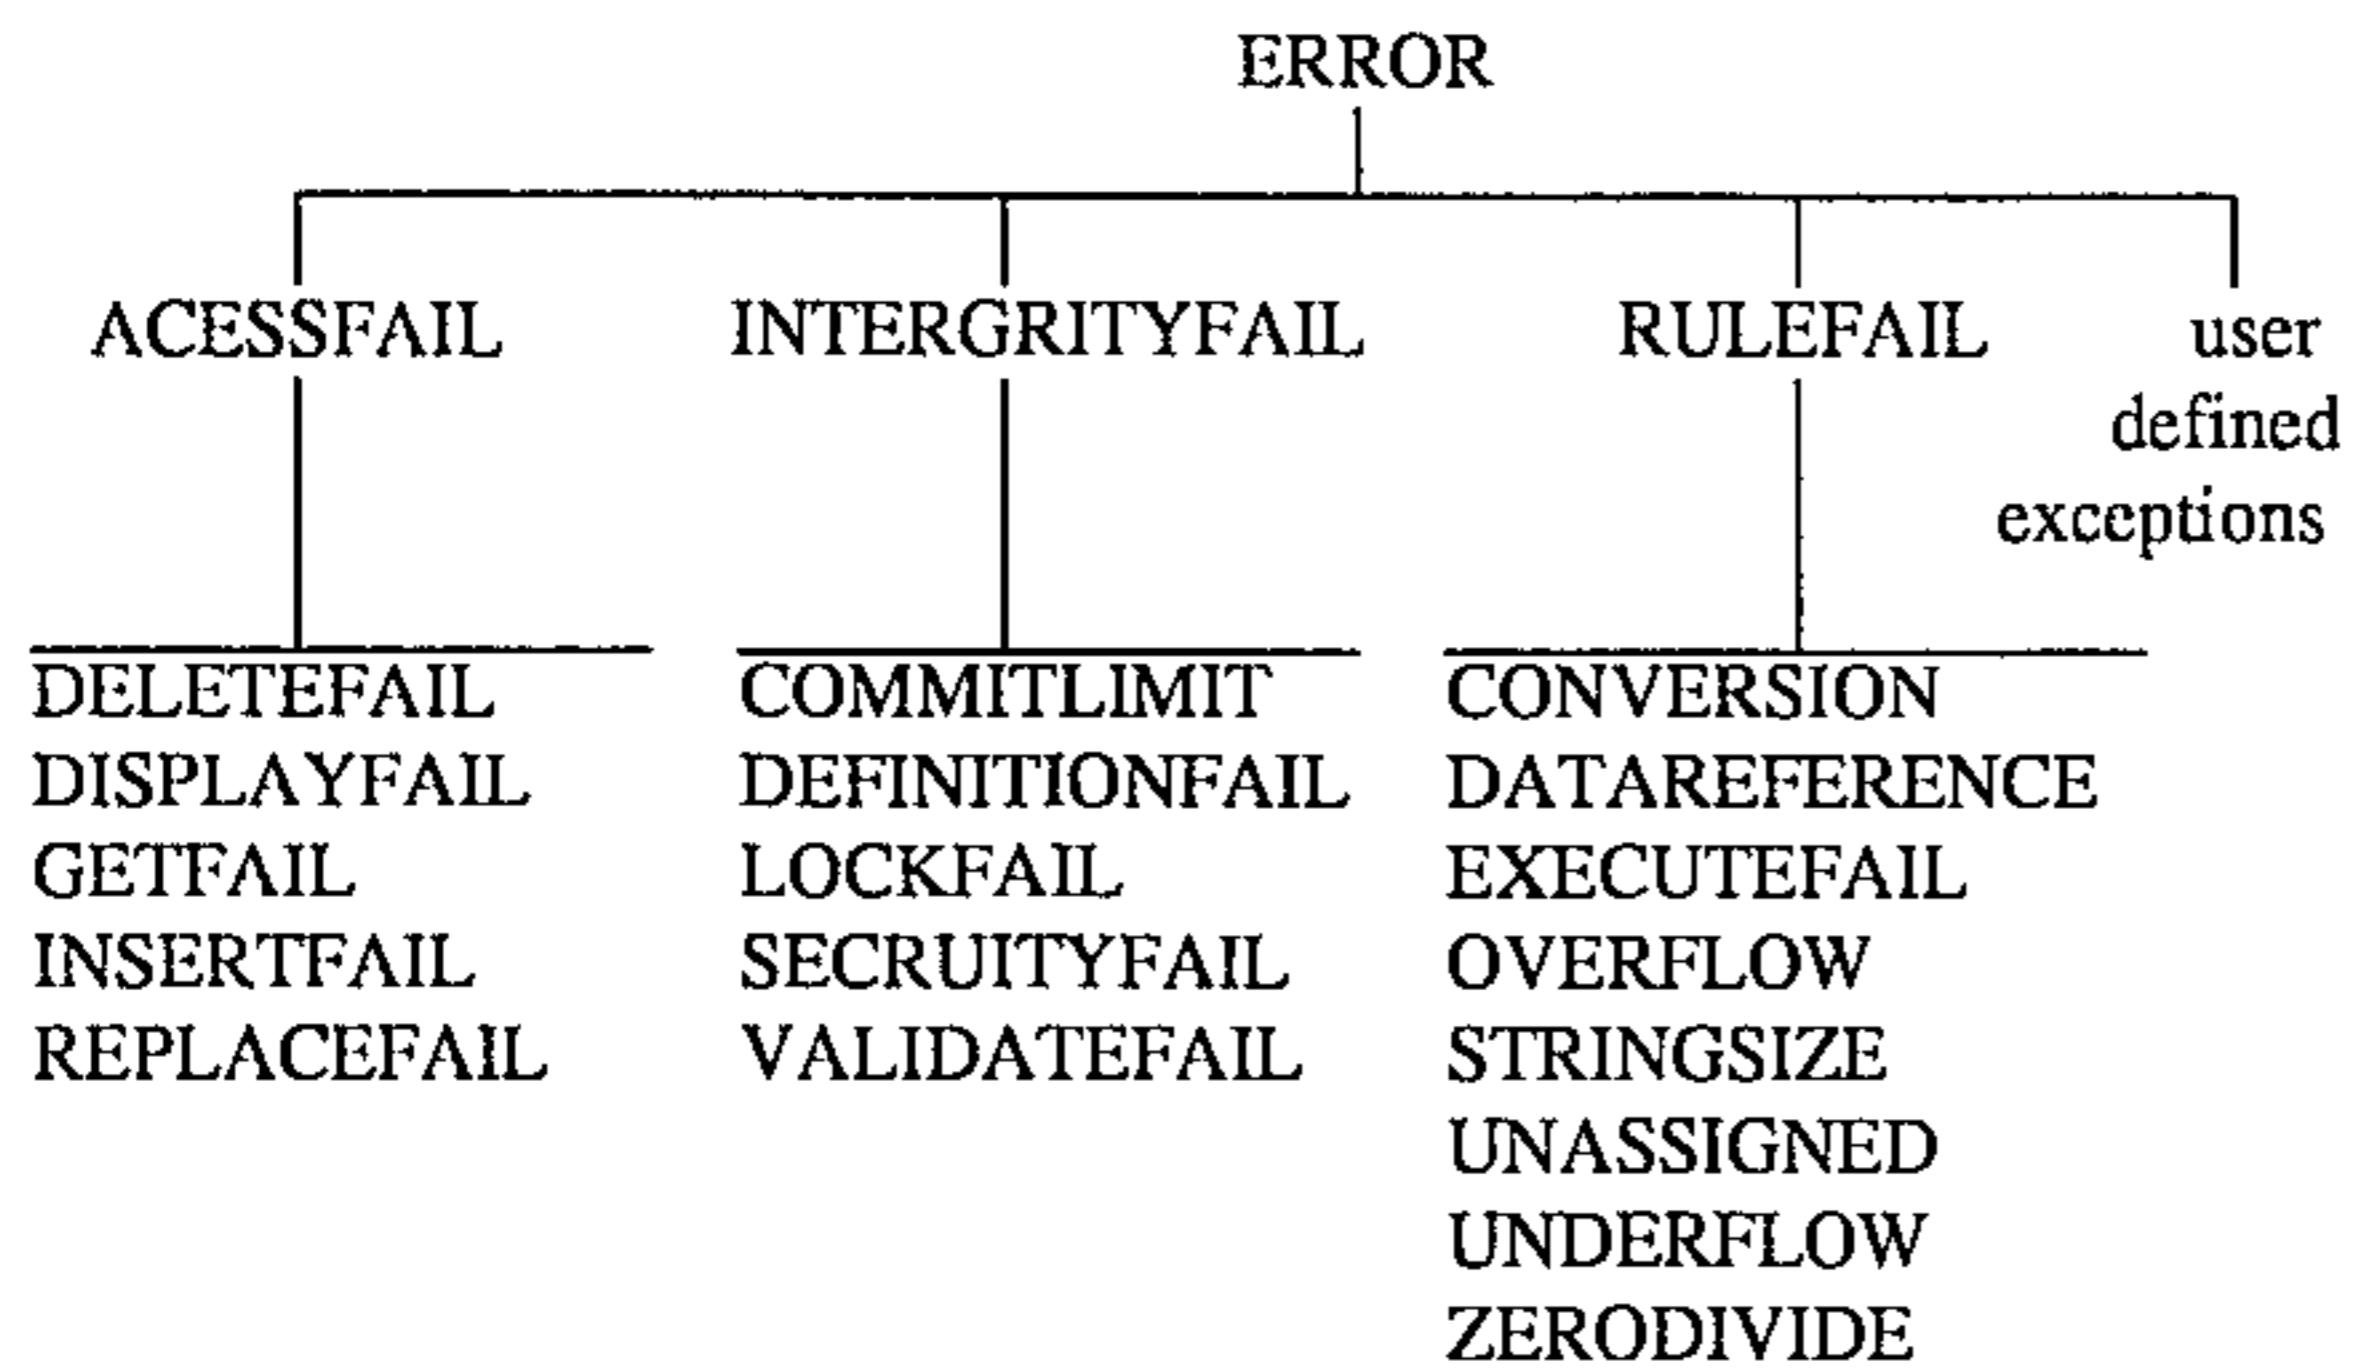 ERROR
ACESSFAIL
INTERGRITYFAIL
RULEFAIL
user
defined
exceptions
DELETEFAIL
DISPLAYFAIL
GETFAIL
INSERTFAIL
REPLACEFAIL
COMMITLIMIT
DEFINITIONFAIL
LOCKFAIL
SECRUITYFAIL
VALIDATEFAIL
CONVERSION
DATAREFERENCE
EXECUTEFAIL
OVERFLOW
STRINGSIZE
UNASSIGNED
UNDERFLOW
ZERODIVIDE